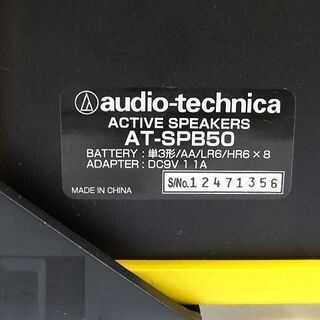 audio-technica
ACTIVE SPEAKERS
AT-SPB50
BATTERY : 単3形/AA/LR6/HR6×8
ADAPTER : DC9V 1.1A
MADE IN CHINA
S/No. 12471356